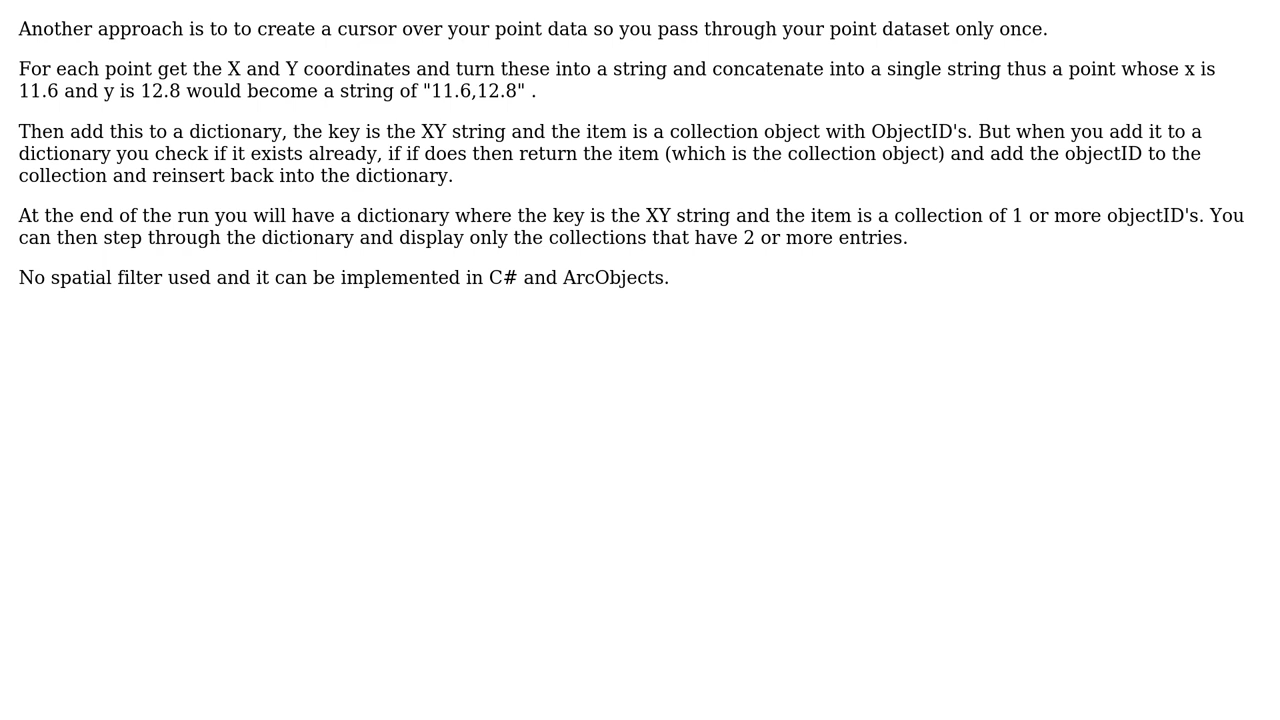 Another approach is to to create a cursor over your point data so you pass through your point dataset only once.
For each point get the X and Y coordinates and turn these into a string and concatenate into a single string thus a point whose x is
11.6 and y is 12.8 would become a string of "11.6,12.8" .
Then add this to a dictionary, the key is the XY string and the item is a collection object with ObjectID's. But when you add it to a
dictionary you check if it exists already, if if does then return the item (which is the collection object) and add the objectID to the
collection and reinsert back into the dictionary.
At the end of the run you will have a dictionary where the key is the XY string and the item is a collection of 1 or more objectID's. You
can then step through the dictionary and display only the collections that have 2 or more entries.
No spatial filter used and it can be implemented in C# and ArcObjects.